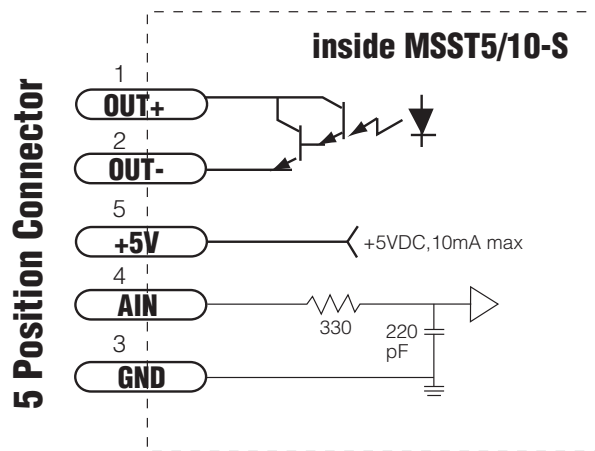 inside MSST5/10-S
5 Position Connector
1
OUT+
2
OUT-
5
+5V
+5VDC,10mA max
4
AIN
330
220
pF
3
GND